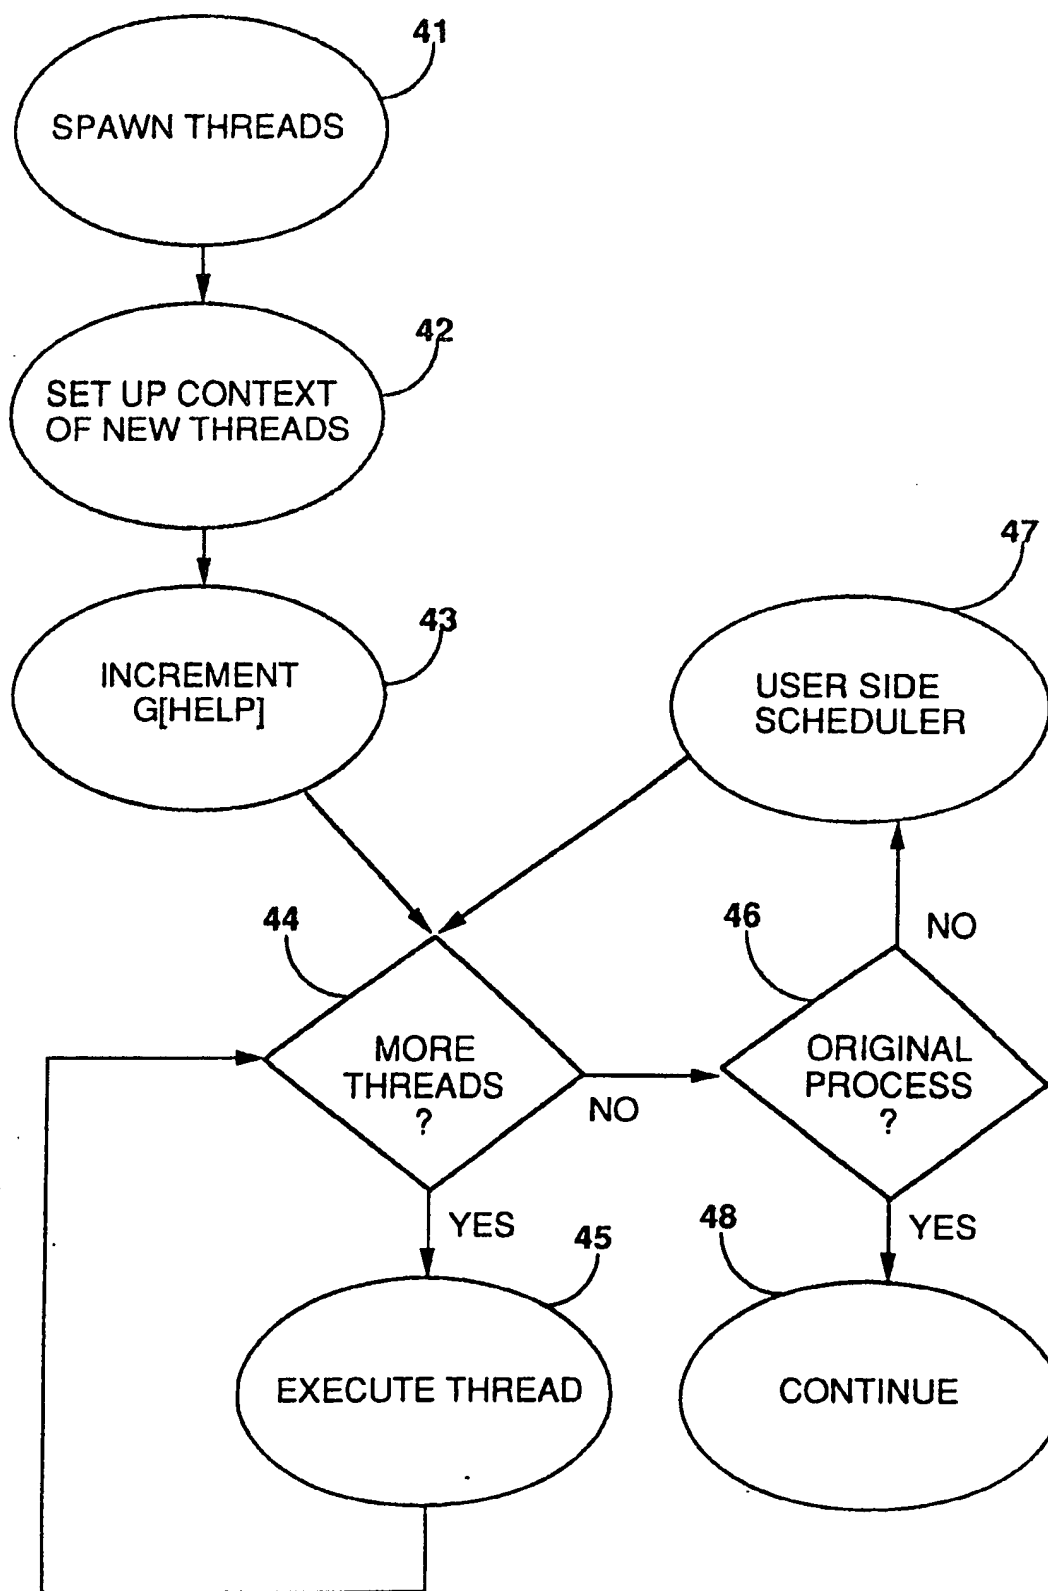 41
SPAWN THREADS
42
SET UP CONTEXT
OF NEW THREADS
43
INCREMENT
G[HELP]
47
USER SIDE
SCHEDULER
44
MORE
THREADS
?
NO
46
ORIGINAL
PROCESS
?
NO
YES
45
EXECUTE THREAD
YES
48
CONTINUE